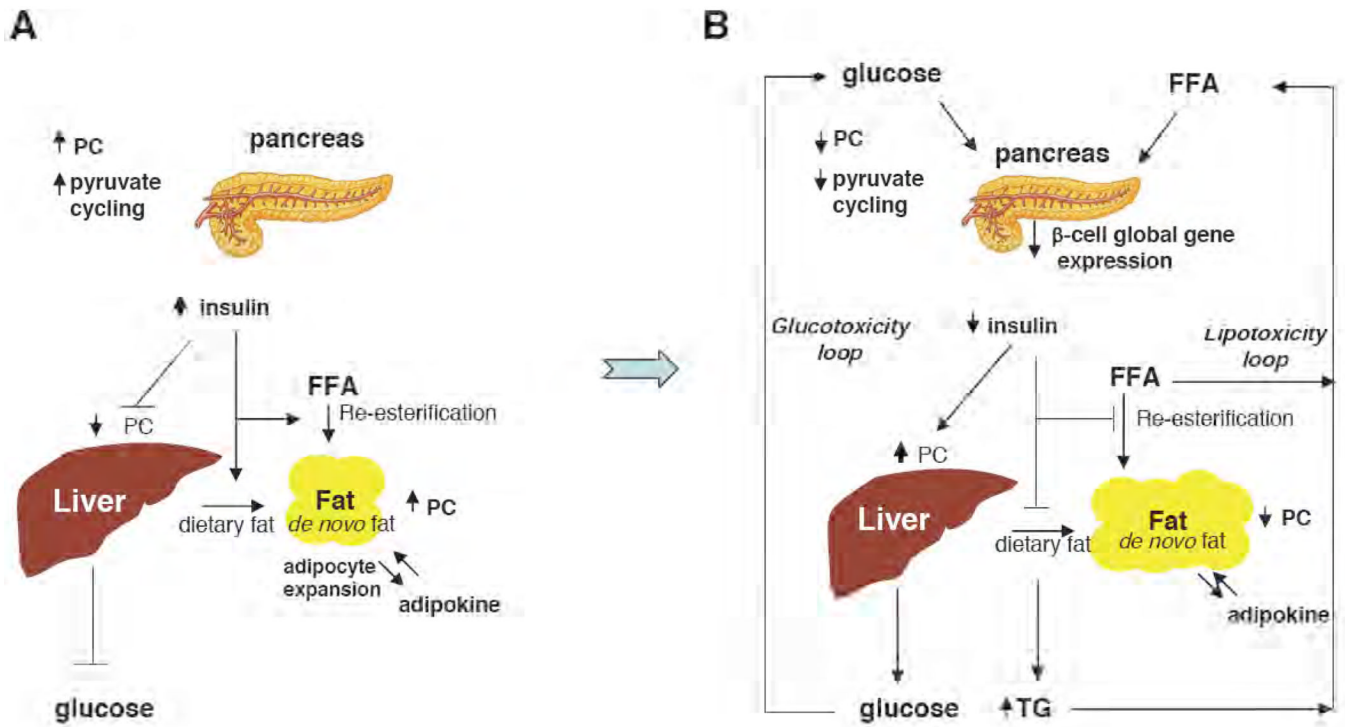 A
pancreas
↑ PC
↑ pyruvate
cycling
↑ insulin
FFA
Re-esterification
↓ PC
Liver
dietary fat
Fat
de novo fat
↑ PC
adipocyte
expansion
adipokine
glucose
B
glucose
FFA
↓ PC
↓ pyruvate
cycling
pancreas
↓ β-cell global gene
expression
Glucotoxicity
loop
↓ insulin
Lipotoxicity
loop
FFA
Re-esterification
↑ PC
Liver
dietary fat
Fat
de novo fat
↓ PC
adipokine
glucose
↑TG